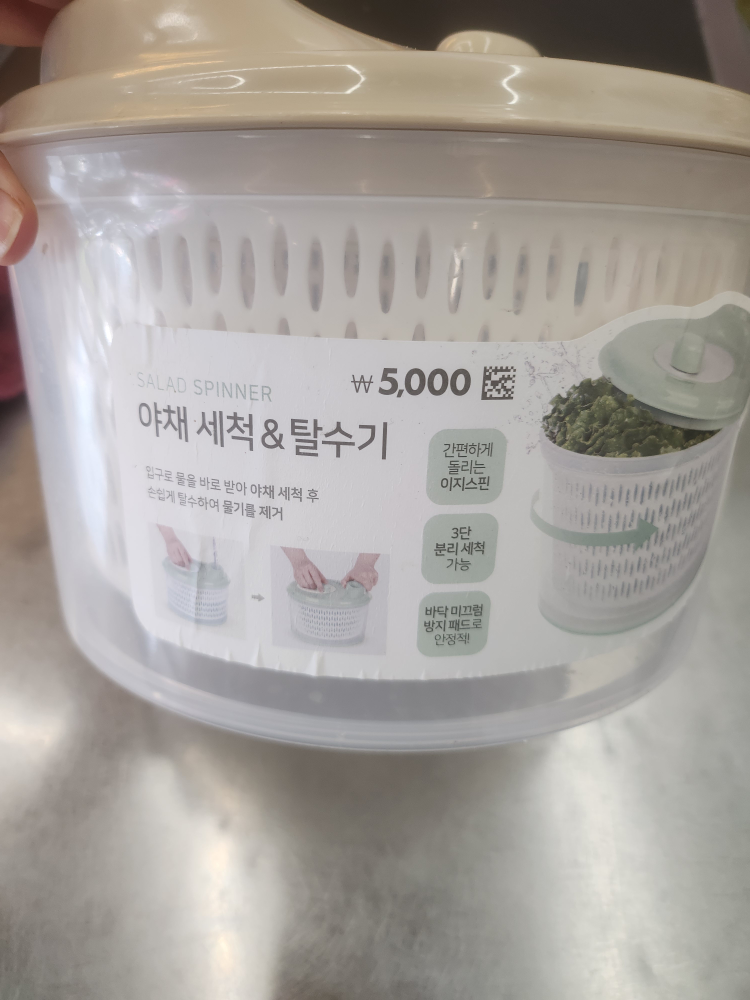 SALAD SPINNER
₩5,000
야채 세척&탈수기
입구로 물을 바로 받아 야채 세척 후
손쉽게 탈수하여 물기를 제거
간편하게
돌리는
이지스핀
3단
분리 세척
가능
바닥 미끄럼
방지 패드로
안정적!